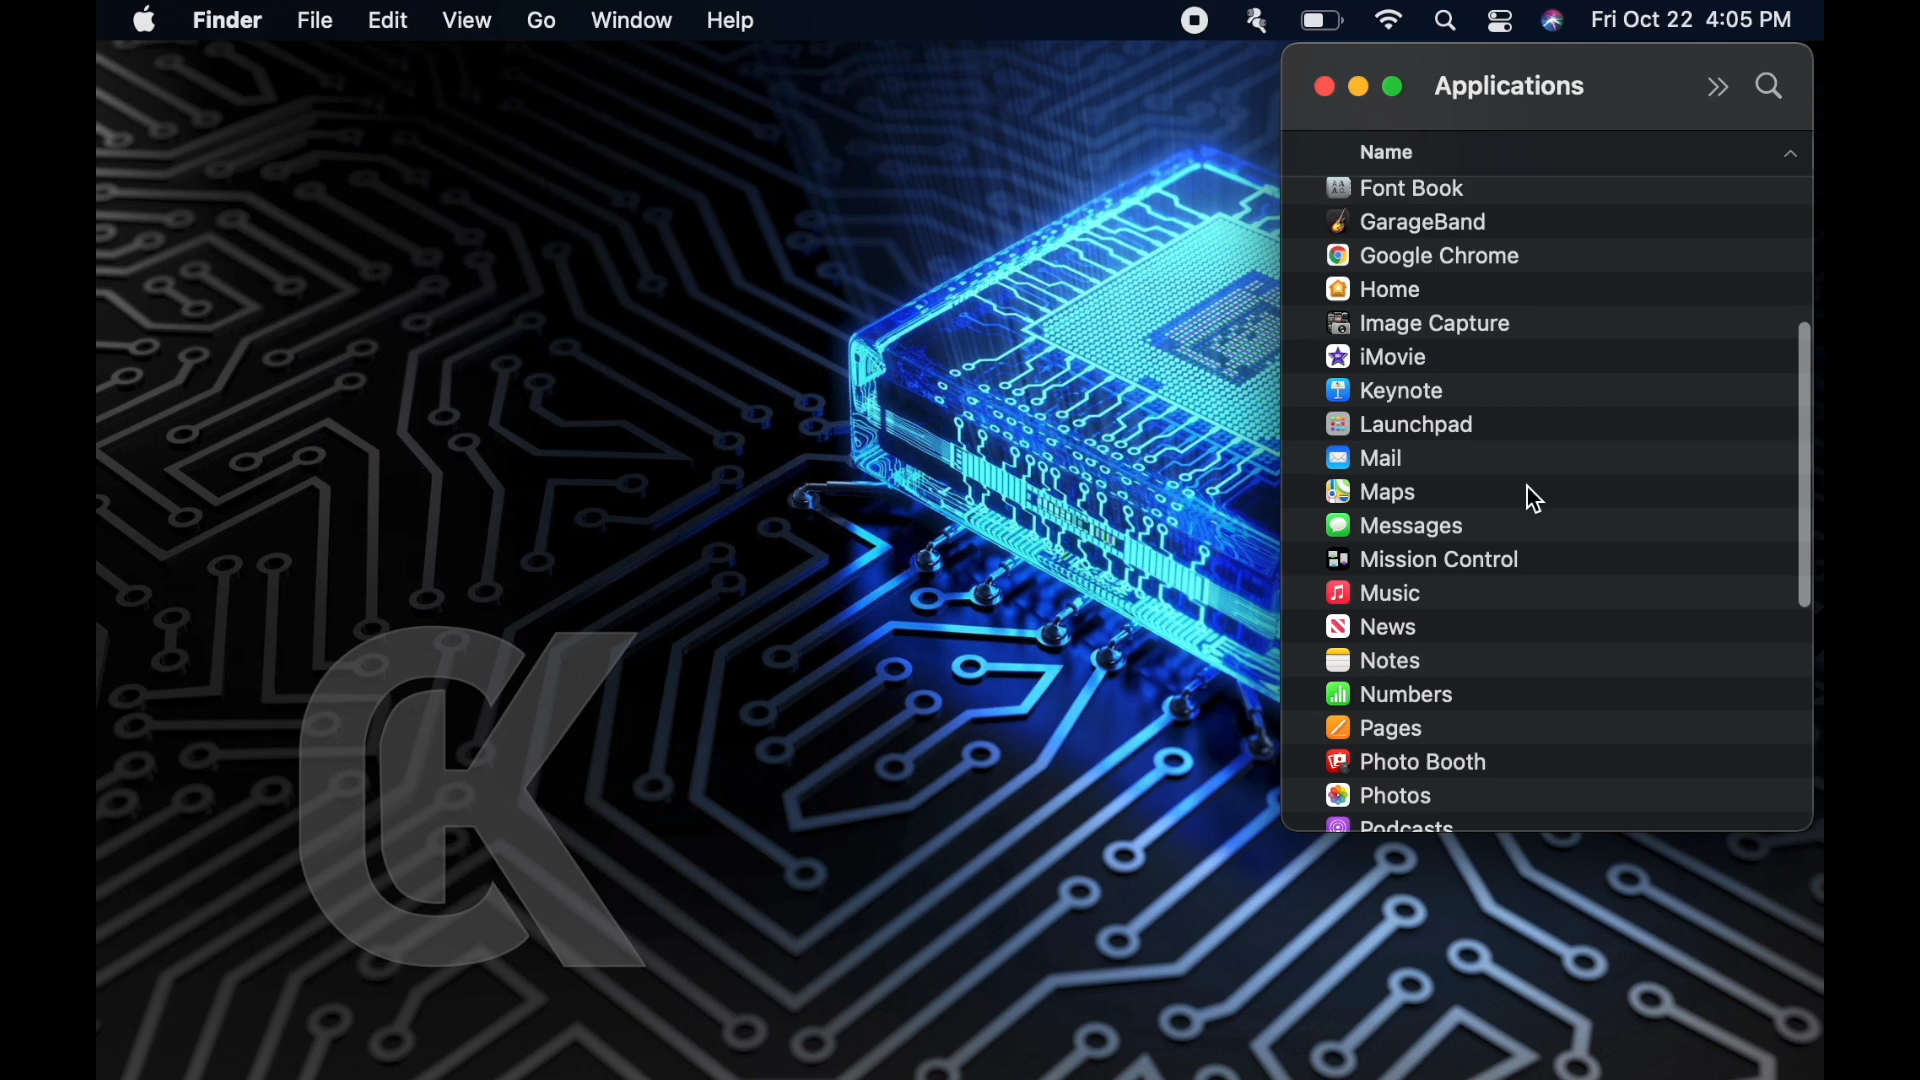 Finder File Edit View Go Window Help Fri Oct 22 4:05 PM
Applications
Name
Font Book
GarageBand
Google Chrome
Home
Image Capture
iMovie
Keynote
Launchpad
Mail
Maps
Messages
Mission Control
Music
News
Notes
Numbers
Pages
Photo Booth
Photos
Podcasts
CK